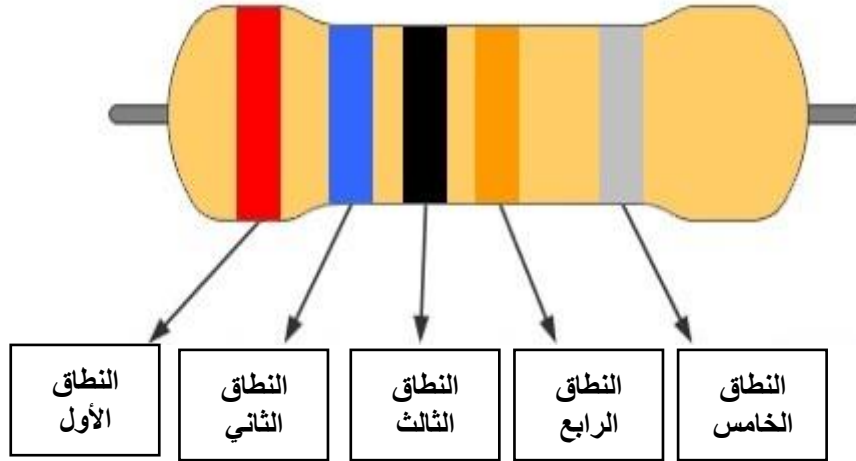 النطاق
الأول
النطاق
الثاني
النطاق
الثالث
النطاق
الرابع
النطاق
الخامس